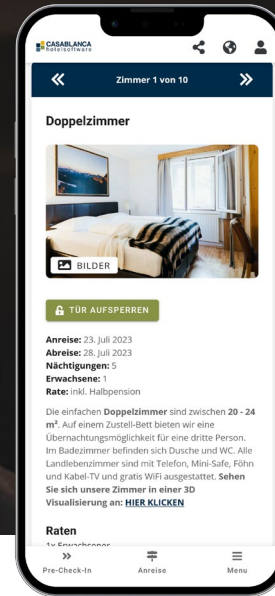 CASABLANCA
hotelsoftware
Zimmer 1 von 10
Doppelzimmer
BILDER
TÜR AUFSPERREN
Anreise: 23. Juli 2023
Abreise: 28. Juli 2023
Nächtigungen: 5
Erwachsene: 1
Rate: inkl. Halbpension
Die einfachen Doppelzimmer sind zwischen 20 - 24
m². Auf einem Zustell-Bett bieten wir eine
Übernachtungsmöglichkeit für eine dritte Person.
Im Badezimmer befinden sich Dusche und WC. Alle
Landlebenzimmer sind mit Telefon, Mini-Safe, Föhn
und Kabel-TV und gratis WiFi ausgestattet. Sehen
Sie sich unsere Zimmer in einer 3D
Visualisierung an: HIER KLICKEN
Raten
1x Erwachsener
Pre-Check-In
Anreise
Menu